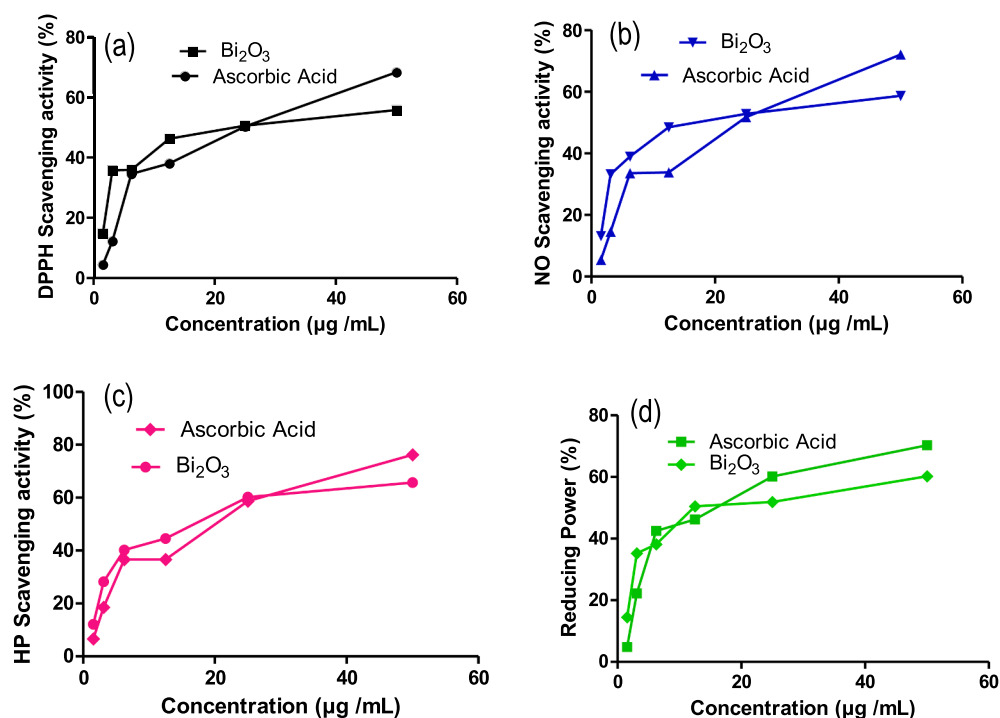 (a)
Bi₂O₃
Ascorbic Acid
DPPH Scavenging activity (%)
80
60
40
20
0
0 20 40 60
Concentration (µg /mL)
(b)
Bi₂O₃
Ascorbic Acid
NO Scavenging activity (%)
80
60
40
20
0
0 20 40 60
Concentration (µg /mL)
(c)
Ascorbic Acid
Bi₂O₃
HP Scavenging activity (%)
100
80
60
40
20
0
0 20 40 60
Concentration (µg /mL)
(d)
Ascorbic Acid
Bi₂O₃
Reducing Power (%)
80
60
40
20
0
0 20 40 60
Concentration (µg /mL)